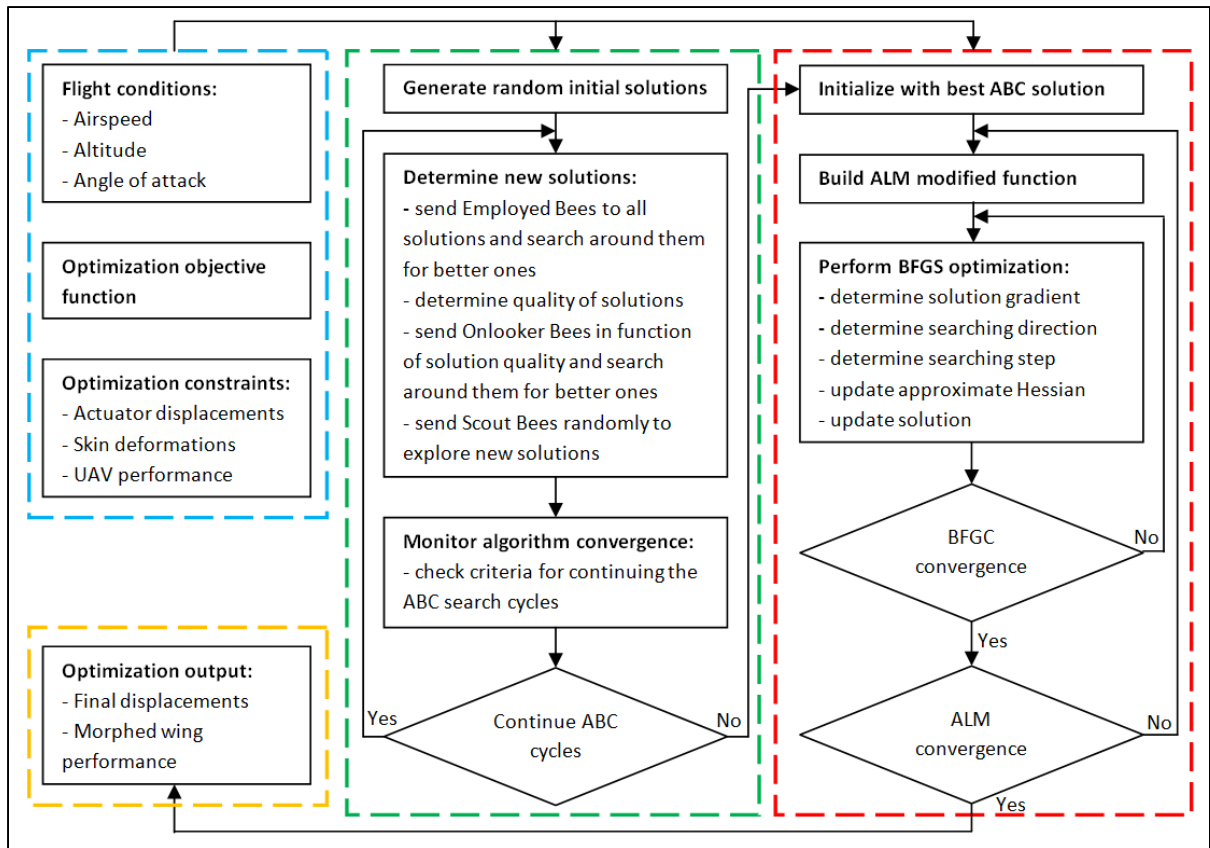 Flight conditions:
- Airspeed
- Altitude
- Angle of attack
Optimization objective
function
Optimization constraints:
- Actuator displacements
- Skin deformations
- UAV performance
Optimization output:
- Final displacements
- Morphed wing
performance
Generate random initial solutions
Determine new solutions:
- send Employed Bees to all
solutions and search around them
for better ones
- determine quality of solutions
- send Onlooker Bees in function
of solution quality and search
around them for better ones
- send Scout Bees randomly to
explore new solutions
Monitor algorithm convergence:
- check criteria for continuing the
ABC search cycles
Yes
Continue ABC
cycles
No
Initialize with best ABC solution
Build ALM modified function
Perform BFGS optimization:
- determine solution gradient
- determine searching direction
- determine searching step
- update approximate Hessian
- update solution
BFGC
convergence
No
Yes
ALM
convergence
No
Yes